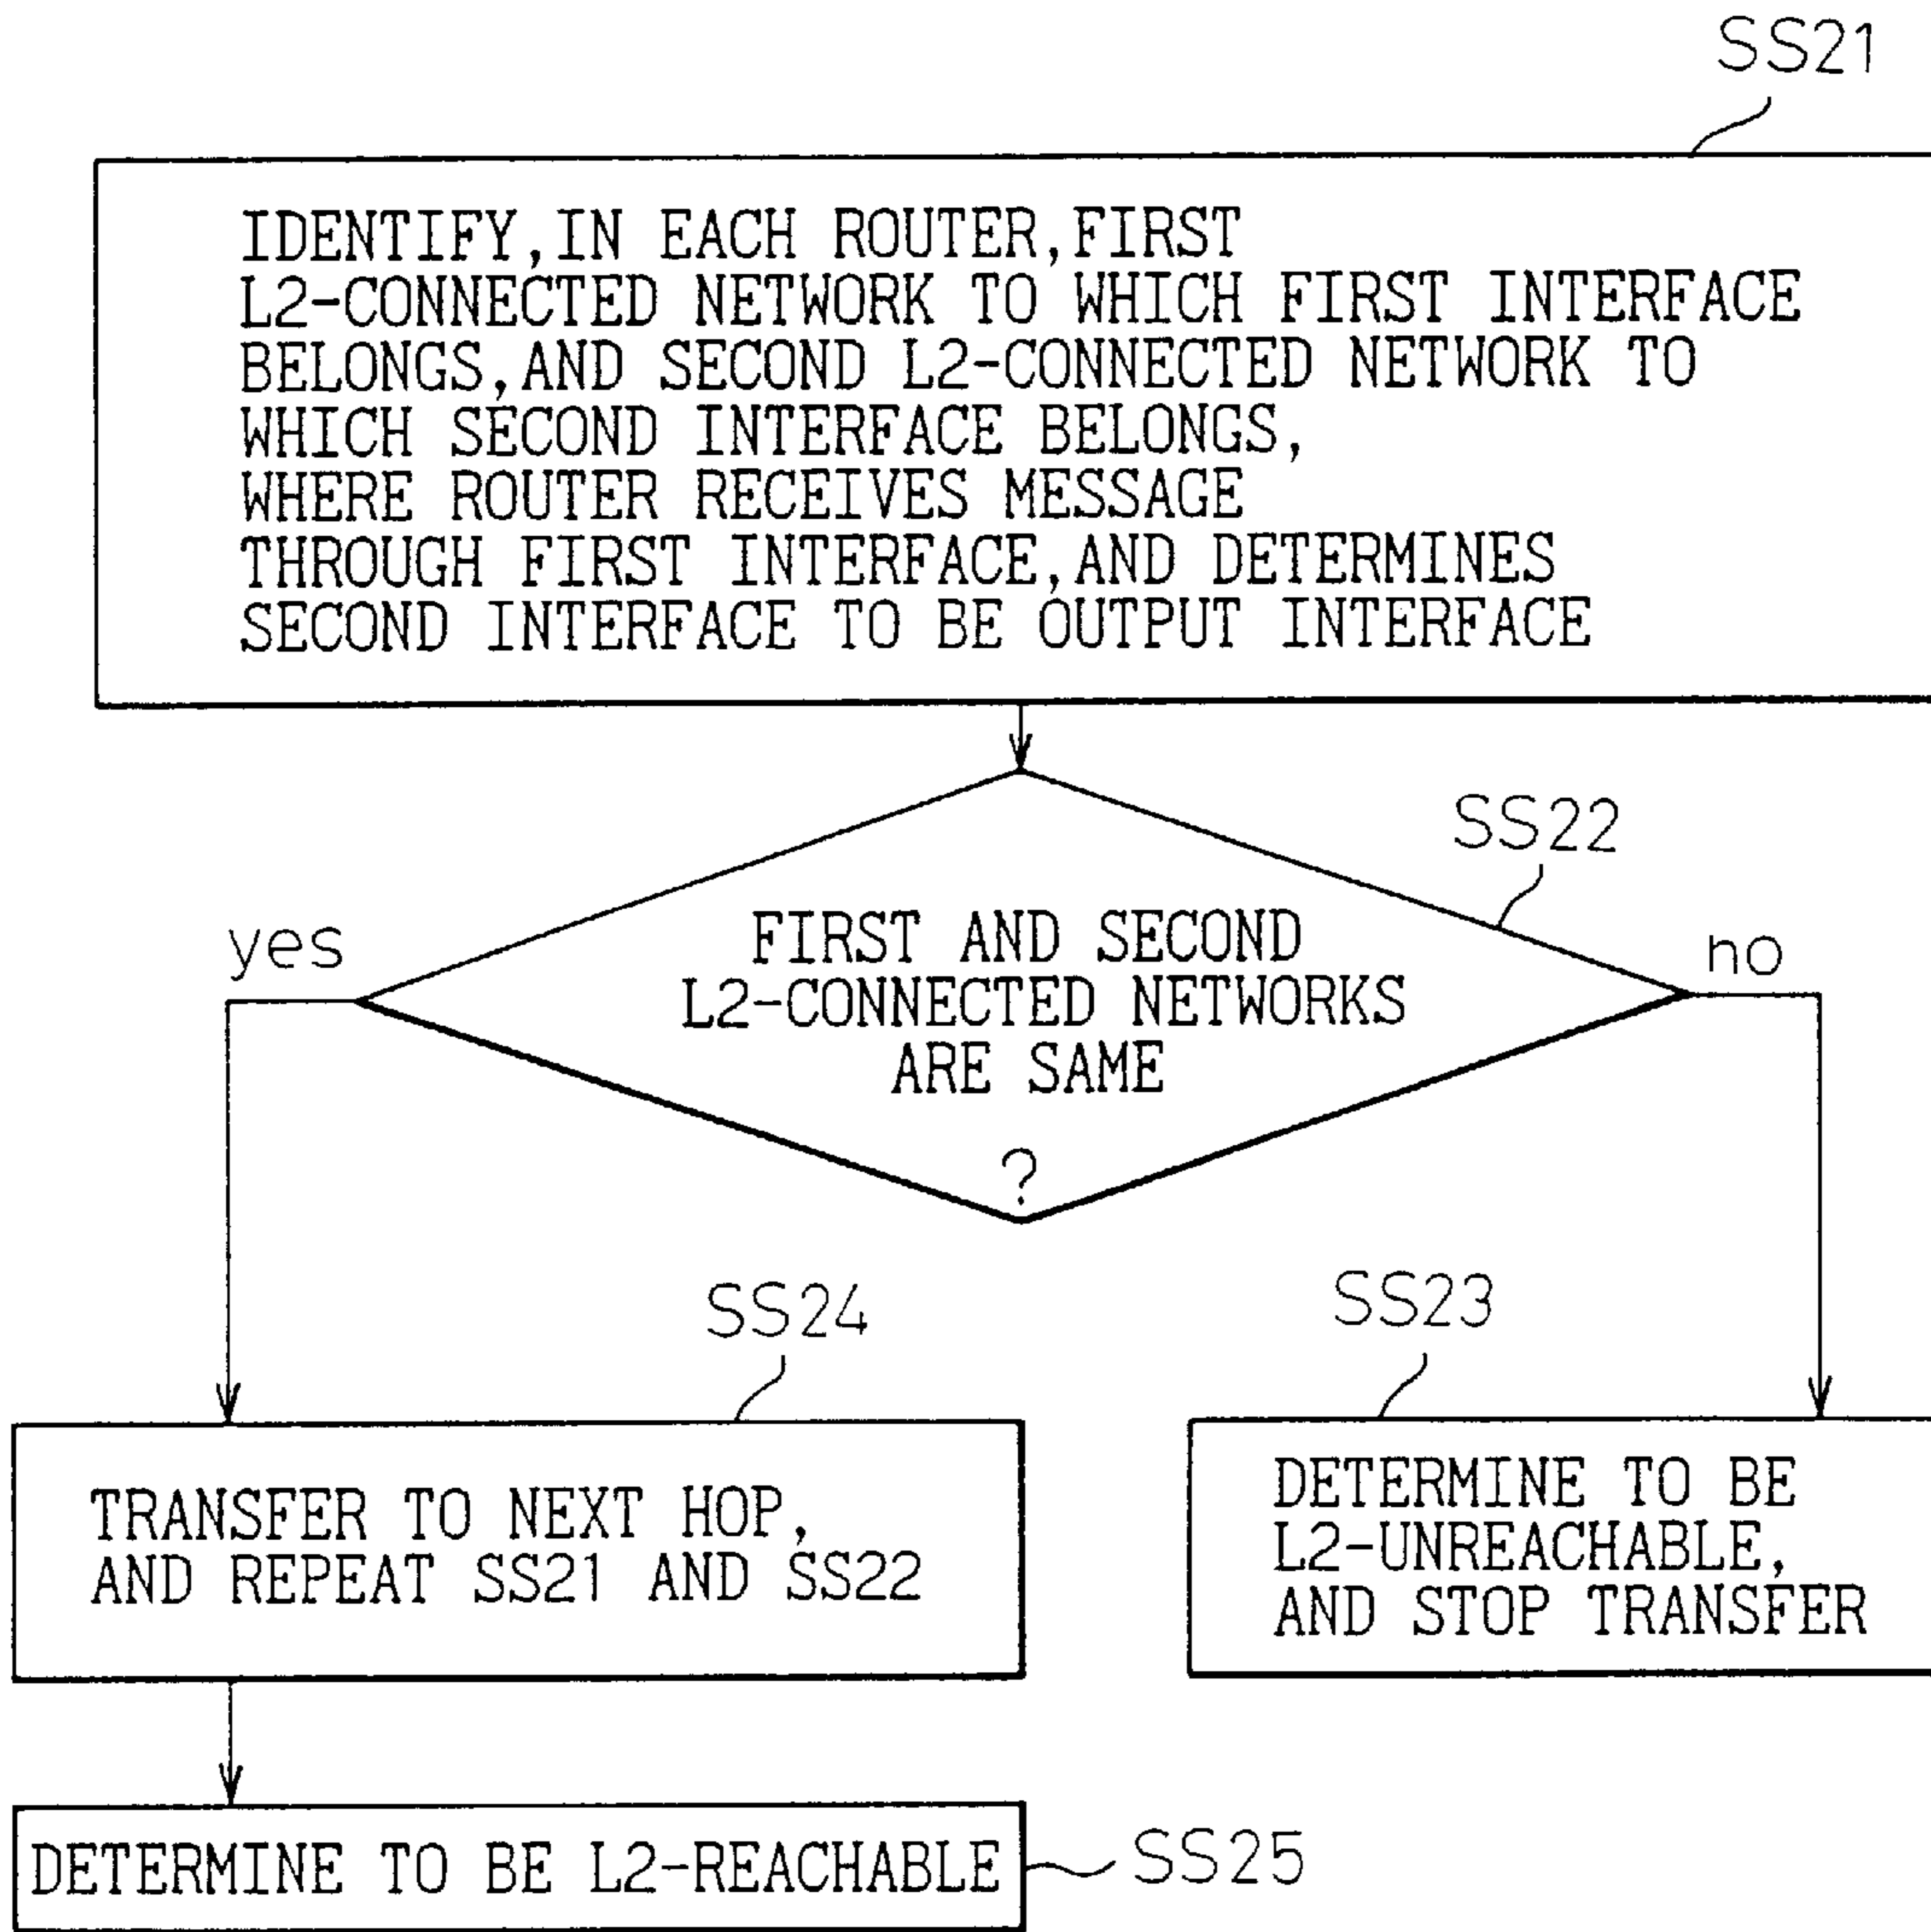 SS21
IDENTIFY, IN EACH ROUTER, FIRST
L2-CONNECTED NETWORK TO WHICH FIRST INTERFACE
BELONGS, AND SECOND L2-CONNECTED NETWORK TO
WHICH SECOND INTERFACE BELONGS,
WHERE ROUTER RECEIVES MESSAGE
THROUGH FIRST INTERFACE, AND DETERMINES
SECOND INTERFACE TO BE OUTPUT INTERFACE
SS22
yes
FIRST AND SECOND
L2-CONNECTED NETWORKS
ARE SAME
?
no
SS24
SS23
TRANSFER TO NEXT HOP,
AND REPEAT SS21 AND SS22
DETERMINE TO BE
L2-UNREACHABLE,
AND STOP TRANSFER
DETERMINE TO BE L2-REACHABLE
SS25